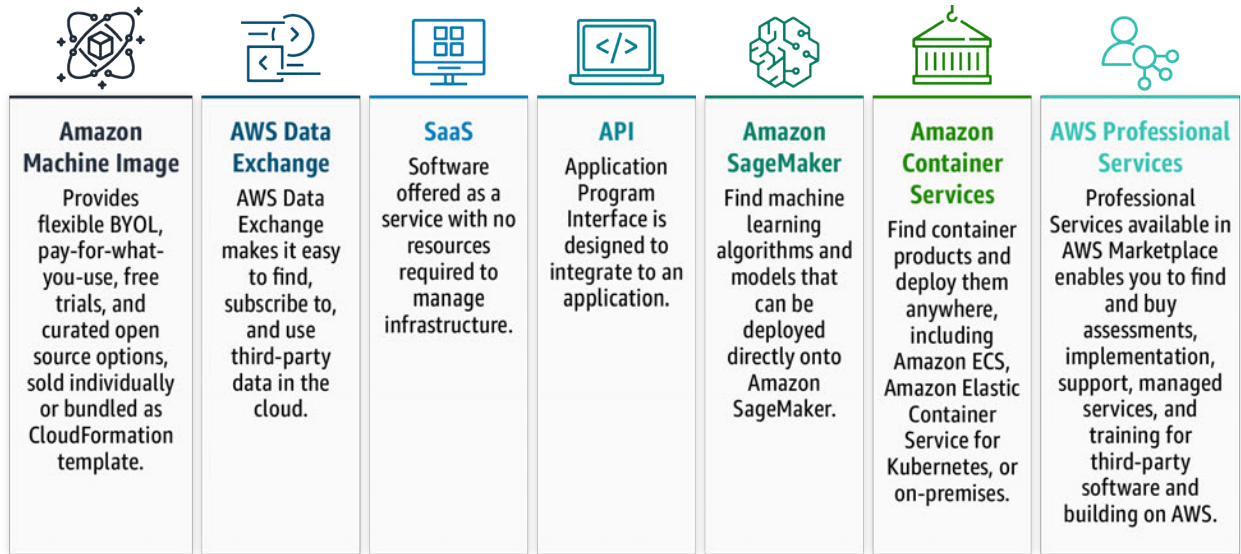 </>
Amazon
Machine Image
Provides
flexible BYOL,
pay-for-what-
you-use, free
trials, and
curated open
source options,
sold individually
or bundled as
CloudFormation
template.
AWS Data
Exchange
AWS Data
Exchange
makes it easy
to find,
subscribe to,
and use
third-party
data in the
cloud.
SaaS
Software
offered as a
service with no
resources
required to
manage
infrastructure.
API
Application
Program
Interface is
designed to
integrate to an
application.
Amazon
SageMaker
Find machine
learning
algorithms and
models that
can be
deployed
directly onto
Amazon
SageMaker.
Amazon
Container
Services
Find container
products and
deploy them
anywhere,
including
Amazon ECS,
Amazon Elastic
Container
Service for
Kubernetes, or
on-premises.
AWS Professional
Services
Professional
Services available in
AWS Marketplace
enables you to find
and buy
assessments,
implementation,
support, managed
services, and
training for
third-party
software and
building on AWS.